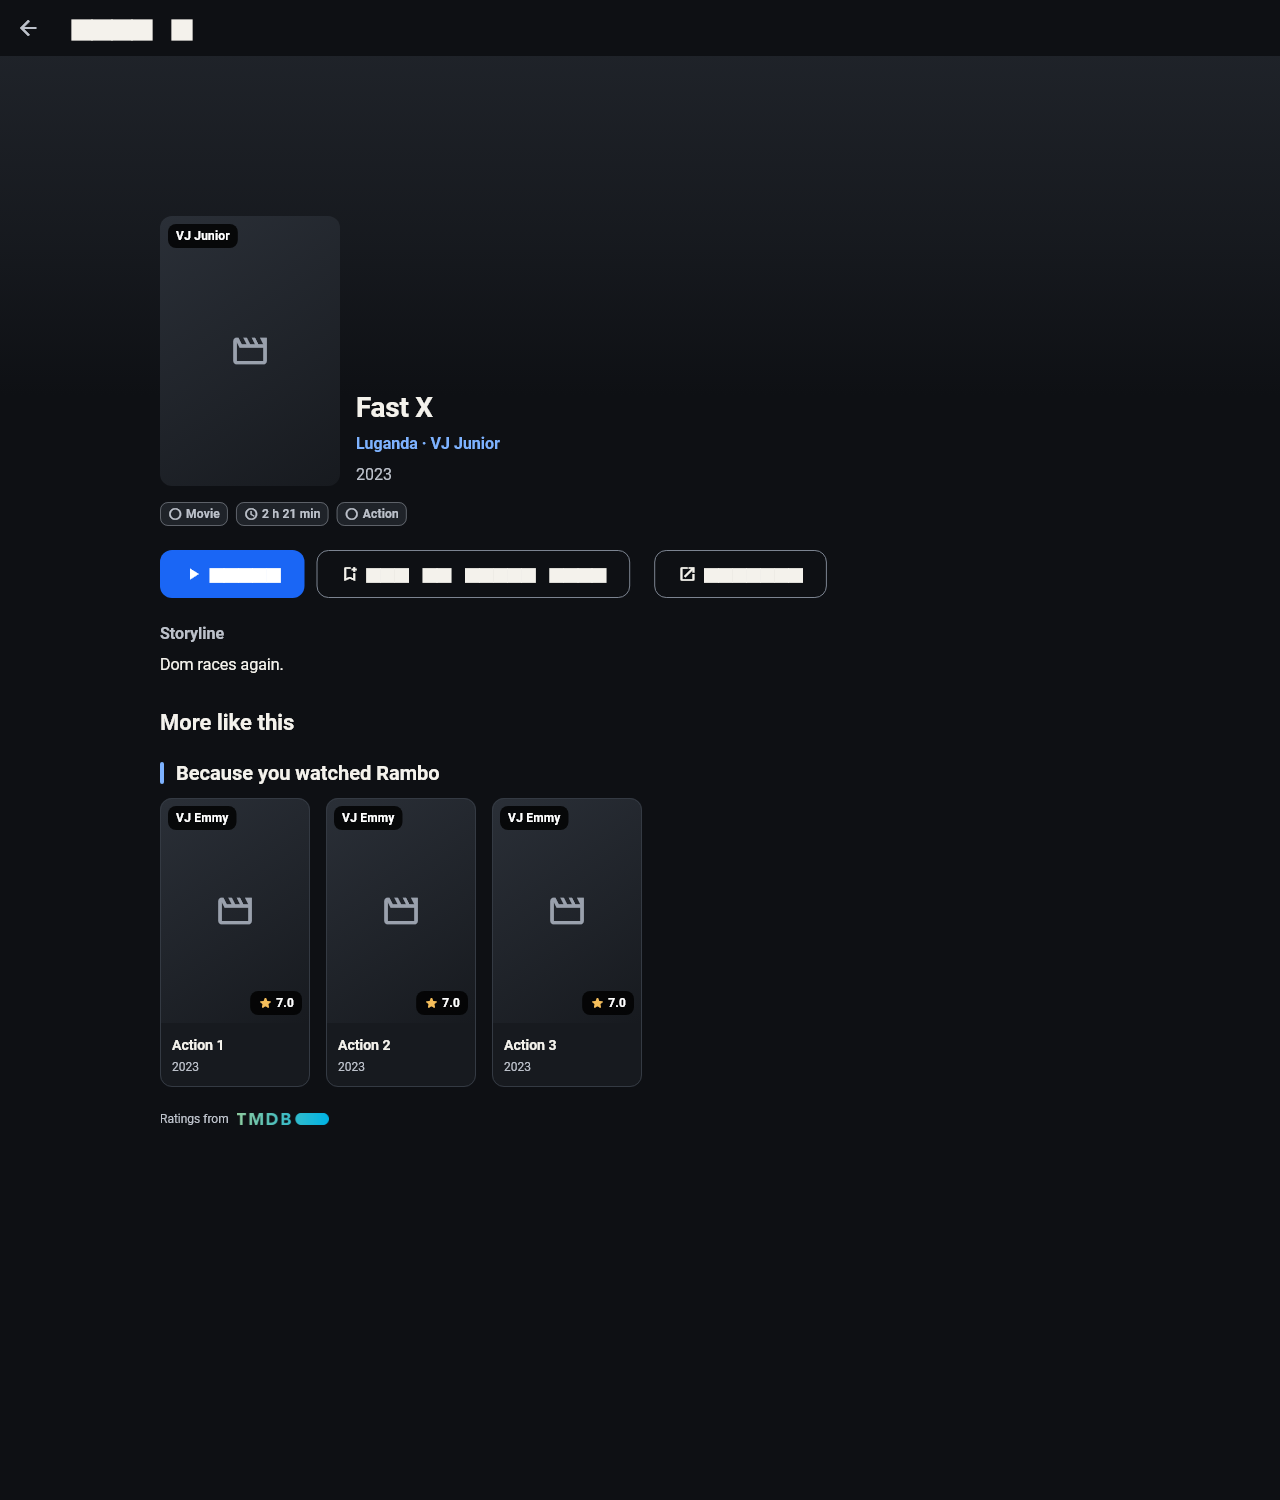 VJ Junior
Fast X
Luganda · VJ Junior
2023
Movie
2 h 21 min
Action
Storyline
Dom races again.
More like this
Because you watched Rambo
VJ Emmy
VJ Emmy
VJ Emmy
7.0
7.0
7.0
Action 1
Action 2
Action 3
2023
2023
2023
Ratings from TMDB